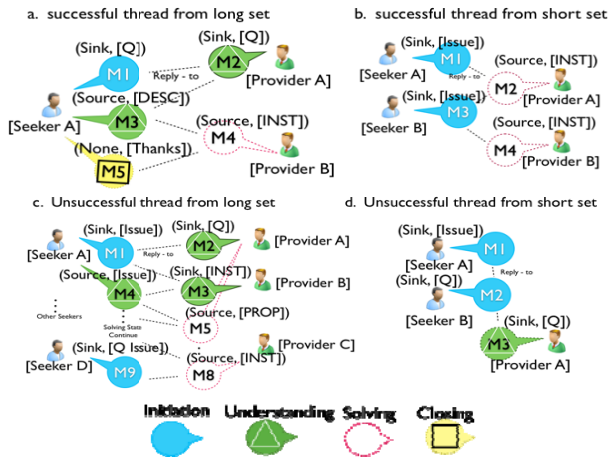 a. successful thread from long set
(Sink, [Q])
M1
(Sink, [Q])
M2
Reply - to
[Provider A]
[Seeker A]
(Source, [DESC])
M3
(Source, [INST])
M4
(None, [Thanks])
M5
[Provider B]
b. successful thread from short set
(Sink, [Issue])
M1
[Seeker A]
Reply - to
(Source, [INST])
M2
[Provider A]
(Sink, [Issue])
M3
[Seeker B]
(Source, [INST])
M4
[Provider B]
c. Unsuccessful thread from long set
(Sink, [Issue])
M1
[Seeker A]
(Sink, [Q])
M2
Reply - to
[Provider A]
(Source, [Issue])
M4
(Sink, [INST])
M3
[Provider B]
Other Seekers
Solving State
Continue
(Source, [PROP])
M5
[Provider C]
(Sink, [Q Issue])
M9
[Seeker D]
(Source, [INST])
M8
d. Unsuccessful thread from short set
(Sink, [Issue])
M1
[Seeker A]
Reply - to
(Sink, [Q])
M2
[Seeker B]
(Sink, [Q])
M3
[Provider A]
Initiation
Understanding
Solving
Closing